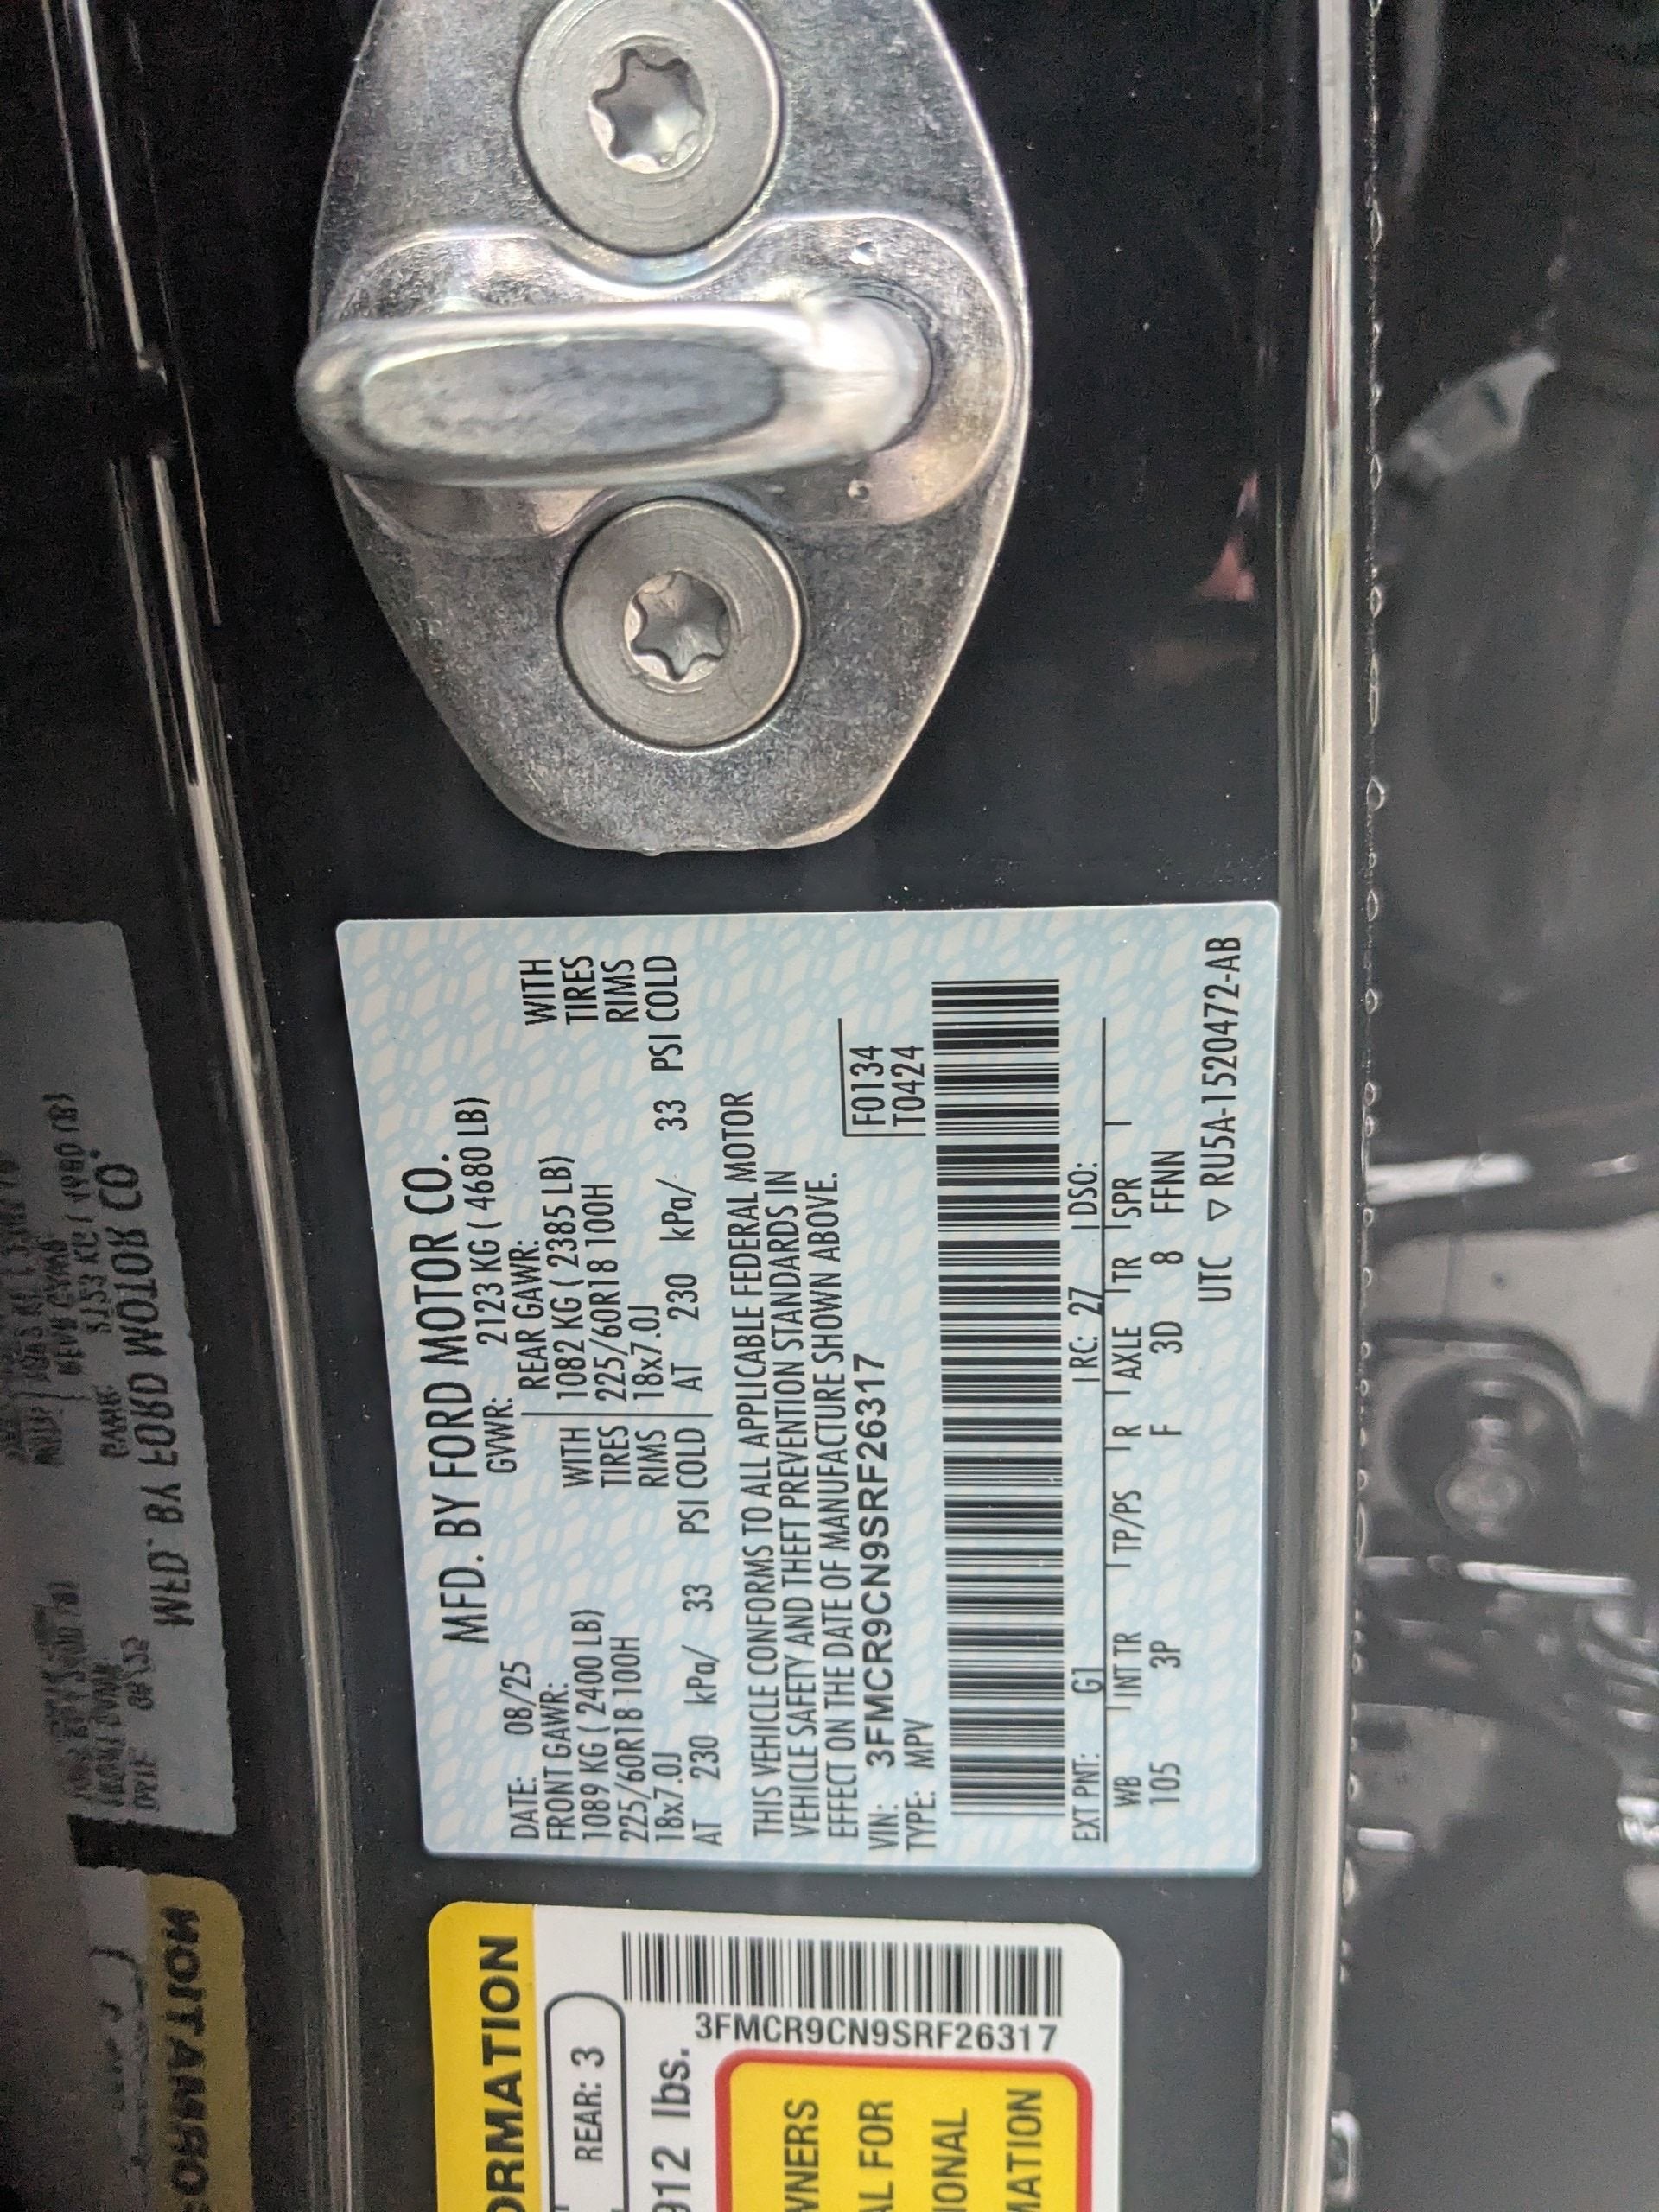 MFD. BY FORD MOTOR CO.
DATE: 08/25 GVWR: 2123 KG ( 4680 LB)
FRONT GAWR: REAR GAWR:
1089 KG ( 2400 LB) WITH 1082 KG ( 2385 LB) WITH
225/60R18 100H TIRES 225/60R18 100H TIRES
18x7.0J RIMS 18x7.0J RIMS
AT 230 kPa/ 33 PSI COLD AT 230 kPa/ 33 PSI COLD
THIS VEHICLE CONFORMS TO ALL APPLICABLE FEDERAL MOTOR
VEHICLE SAFETY AND THEFT PREVENTION STANDARDS IN
EFFECT ON THE DATE OF MANUFACTURE SHOWN ABOVE.
VIN: 3FMCR9CN9SRF26317 F0134
TYPE: MPV T0424
EXT PNT: G1 RC: 27 DSO:
WB INT TR TP/PS R AXLE TR SPR
105 3P F 3D 8 FFNN
UTC ▽ RU5A-1520472-AB
ORMATION
REAR: 3
912 lbs.
3FMCR9CN9SRF26317
WNERS
AL FOR
IONAL
MATION